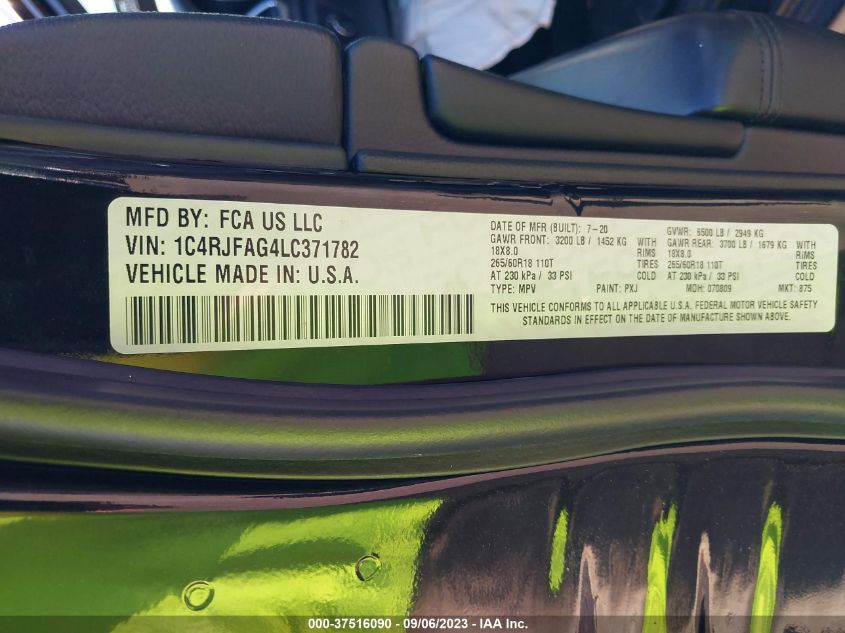 MFD BY: FCA US LLC
VIN: 1C4RJFAG4LC371782
VEHICLE MADE IN: U.S.A.
DATE OF MFR (BUILT): 7-20 GVWR: 6500 LB / 2949 KG
GAWR FRONT: 3200 LB / 1452 KG GAWR REAR: 3700 LB / 1679 KG
18X8.0 RIMS 18X8.0 RIMS
265/60R18 110T TIRES 265/60R18 110T TIRES
AT 230 kPa / 33 PSI COLD AT 230 kPa / 33 PSI COLD
TYPE: MPV PAINT: PXJ MDH: 070809 MKT: 875
THIS VEHICLE CONFORMS TO ALL APPLICABLE U.S.A. FEDERAL MOTOR VEHICLE SAFETY
STANDARDS IN EFFECT ON THE DATE OF MANUFACTURE SHOWN ABOVE.
000-37516090 - 09/06/2023 - IAA Inc.